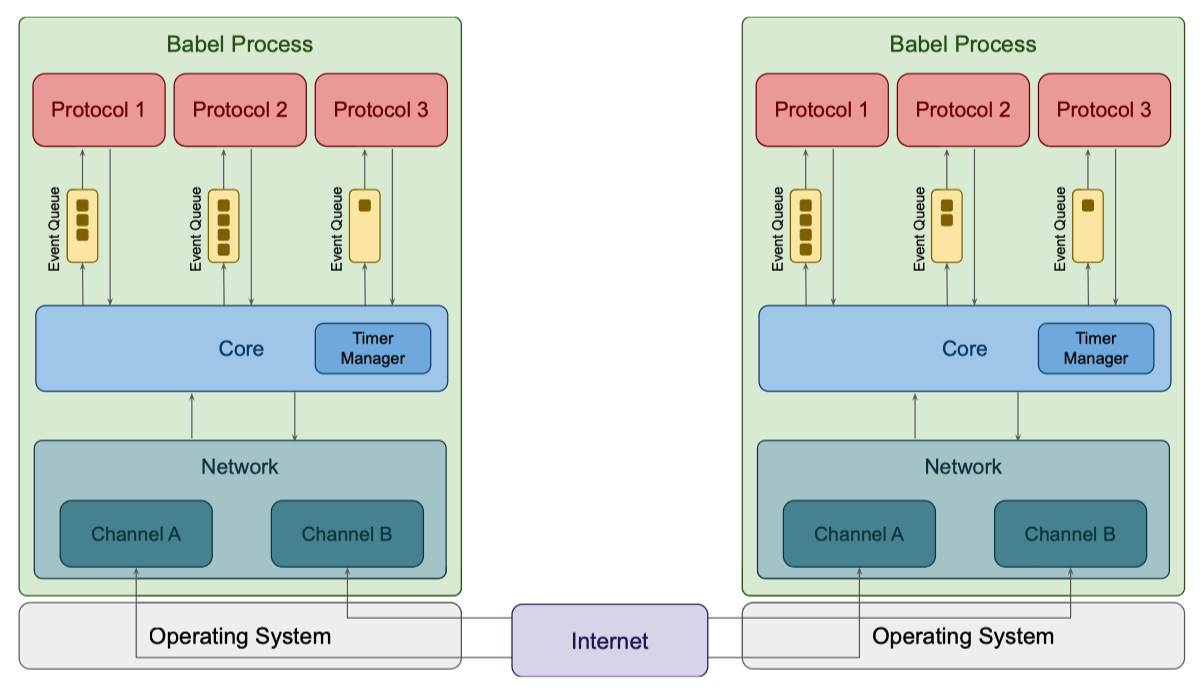 Babel Process
Protocol 1
Protocol 2
Protocol 3
Event Queue
Event Queue
Event Queue
Core
Timer
Manager
Network
Channel A
Channel B
Operating System
Internet
Babel Process
Protocol 1
Protocol 2
Protocol 3
Event Queue
Event Queue
Event Queue
Core
Timer
Manager
Network
Channel A
Channel B
Operating System